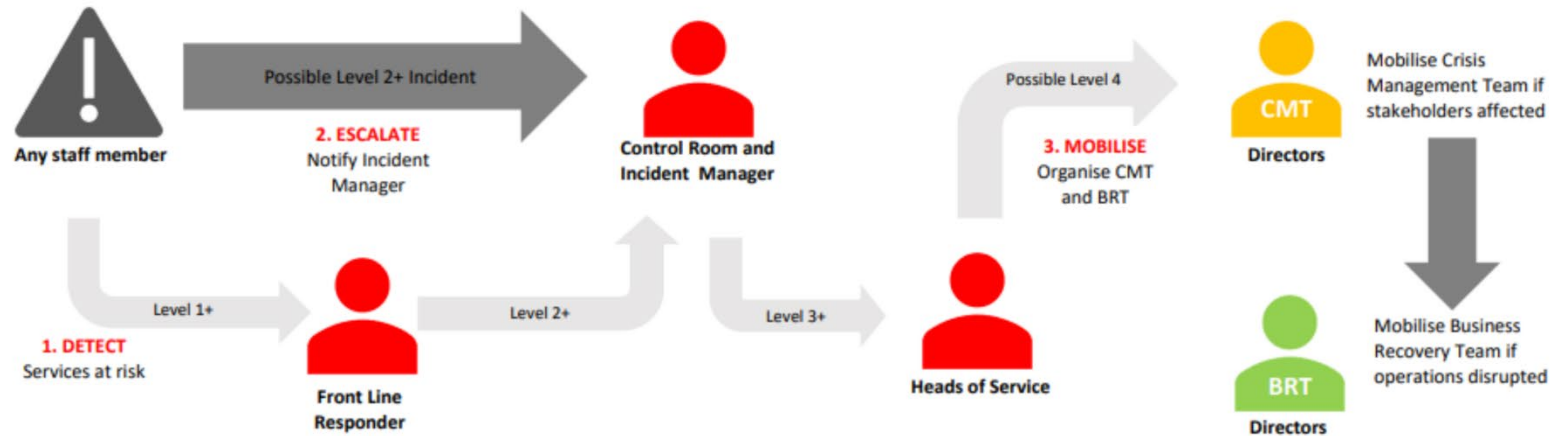 Any staff member
Possible Level 2+ Incident
2. ESCALATE
Notify Incident
Manager
Control Room and
Incident Manager
1. DETECT
Services at risk
Level 1+
Front Line
Responder
Level 2+
Level 3+
Heads of Service
Possible Level 4
3. MOBILISE
Organise CMT
and BRT
CMT
Directors
Mobilise Crisis
Management Team if
stakeholders affected
Mobilise Business
Recovery Team if
operations disrupted
BRT
Directors